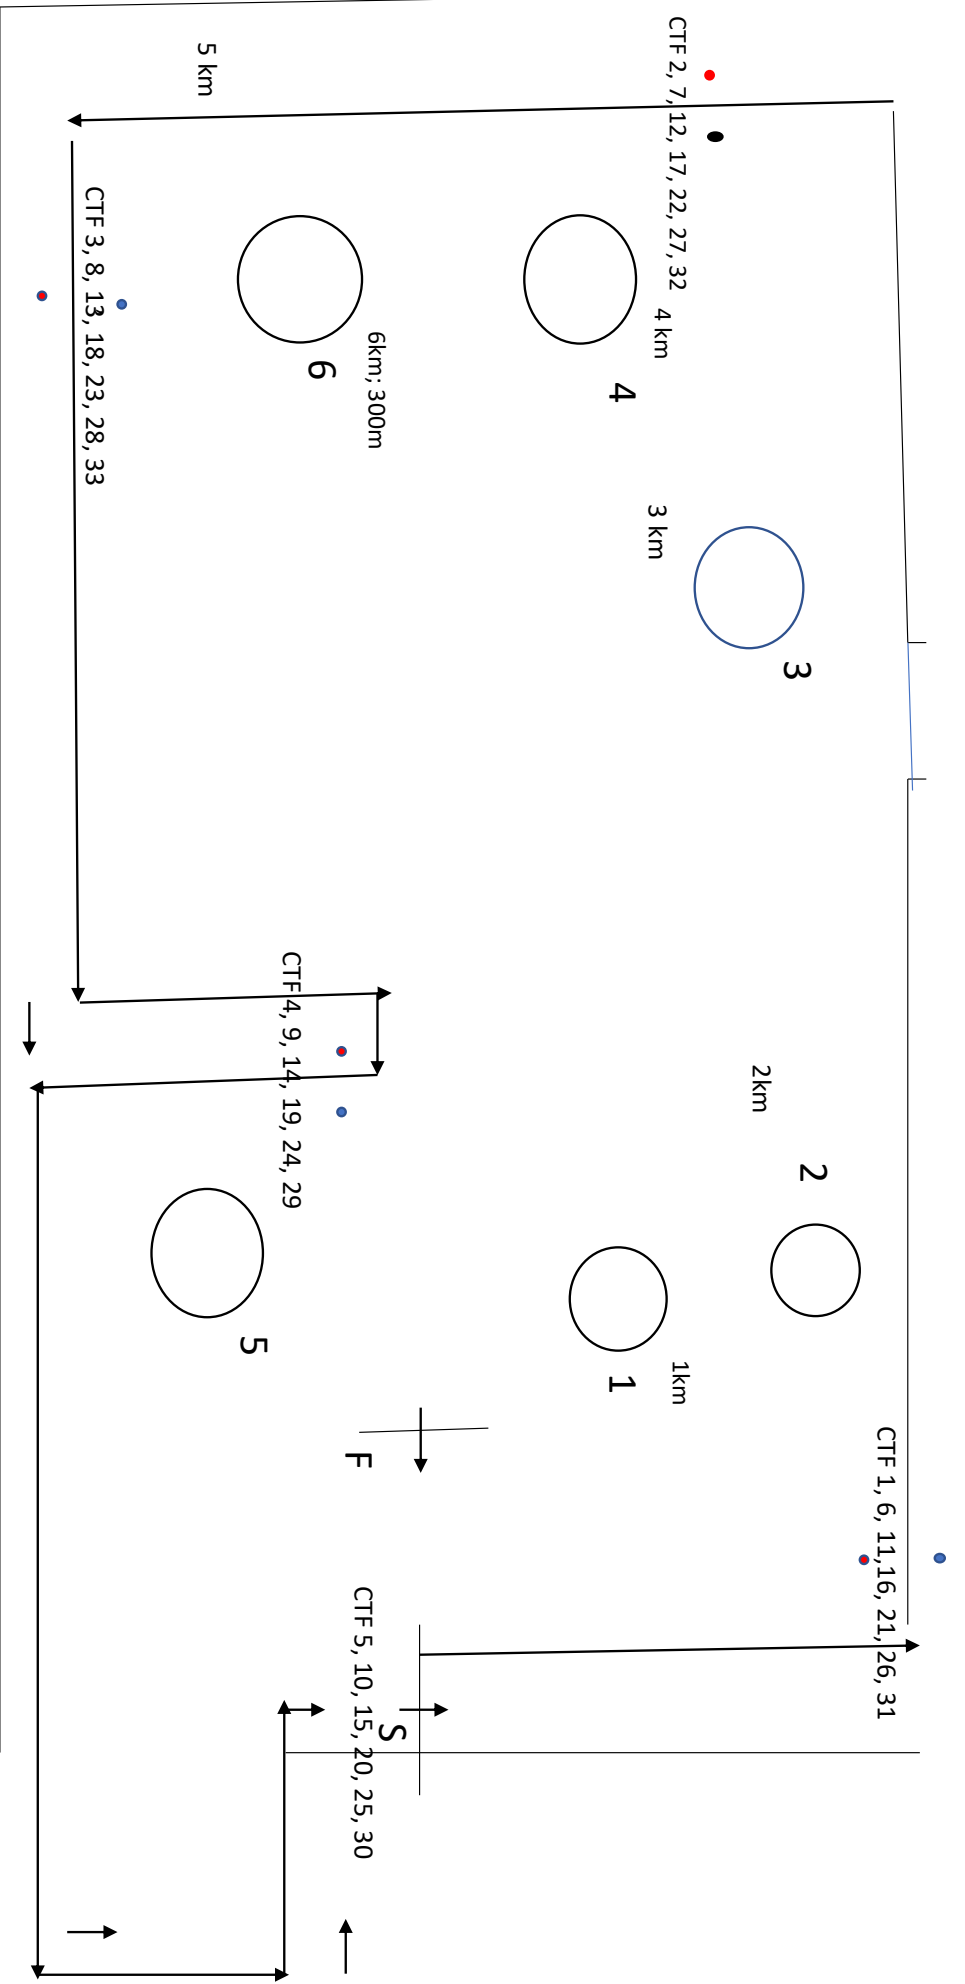 5 km
CTF 2, 7, 12, 17, 22, 27, 32
CTF 3, 8, 13, 18, 23, 28, 33
4 km
6km; 300m
6
4
3 km
3
CTF 4, 9, 14, 19, 24, 29
2km
2
5
1km
1
F
CTF 1, 6, 11,16, 21, 26, 31
CTF 5, 10, 15, 20, 25, 30
S